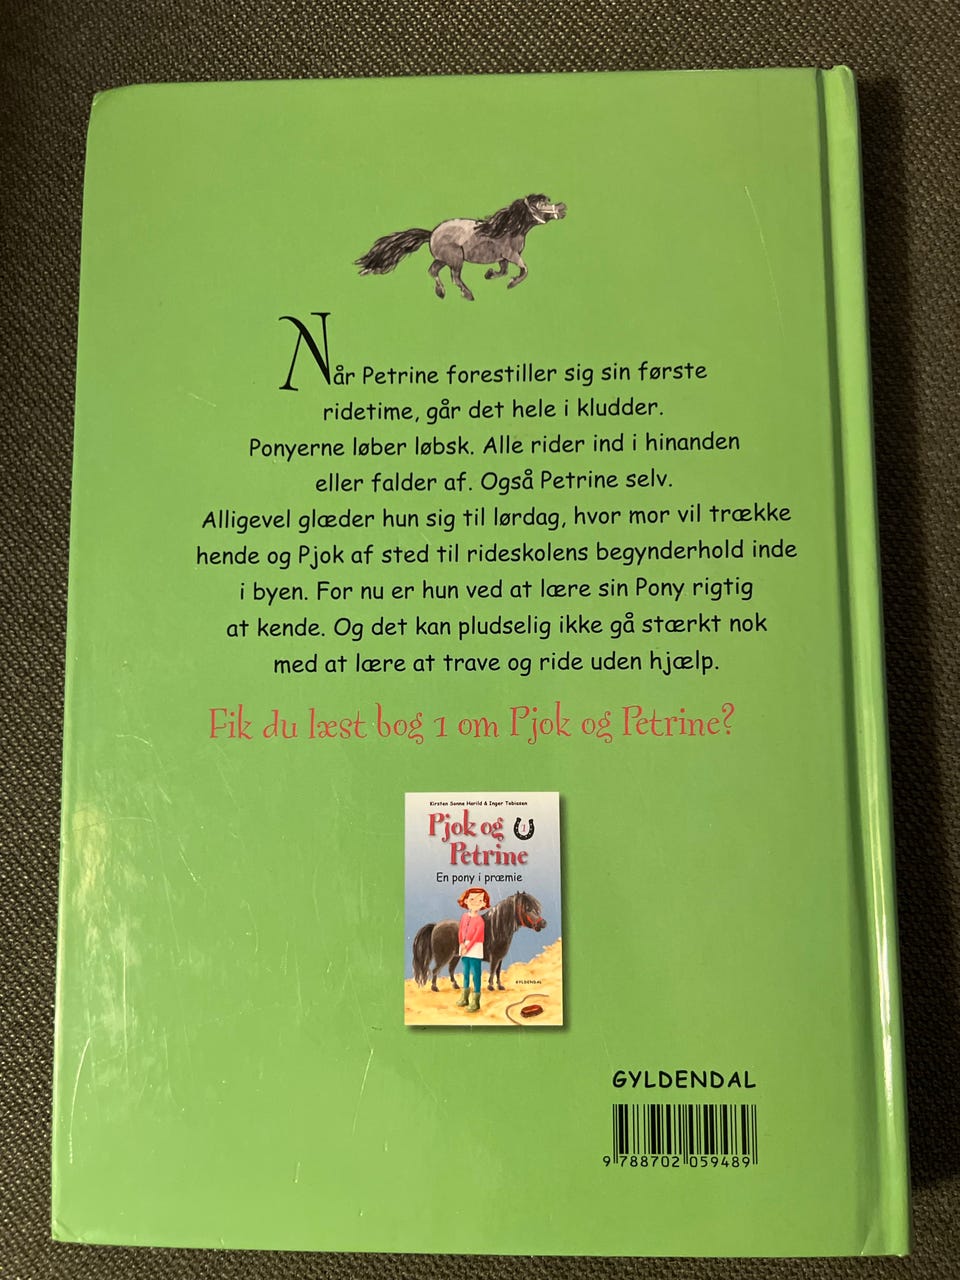 Når Petrine forestiller sig sin første
ridetime, går det hele i kludder.
Ponyerne løber løbsk. Alle rider ind i hinanden
eller falder af. Også Petrine selv.
Alligevel glæder hun sig til lørdag, hvor mor vil trække
hende og Pjok af sted til rideskolens begynderhold inde
i byen. For nu er hun ved at lære sin Pony rigtig
at kende. Og det kan pludselig ikke gå stærkt nok
med at lære at trave og ride uden hjælp.
Fik du læst bog 1 om Pjok og Petrine?
Kirsten Sonne Harild & Inger Tobiasen
Pjok og
1
Petrine
En pony i præmie
GYLDENDAL
GYLDENDAL
9 788702 059489